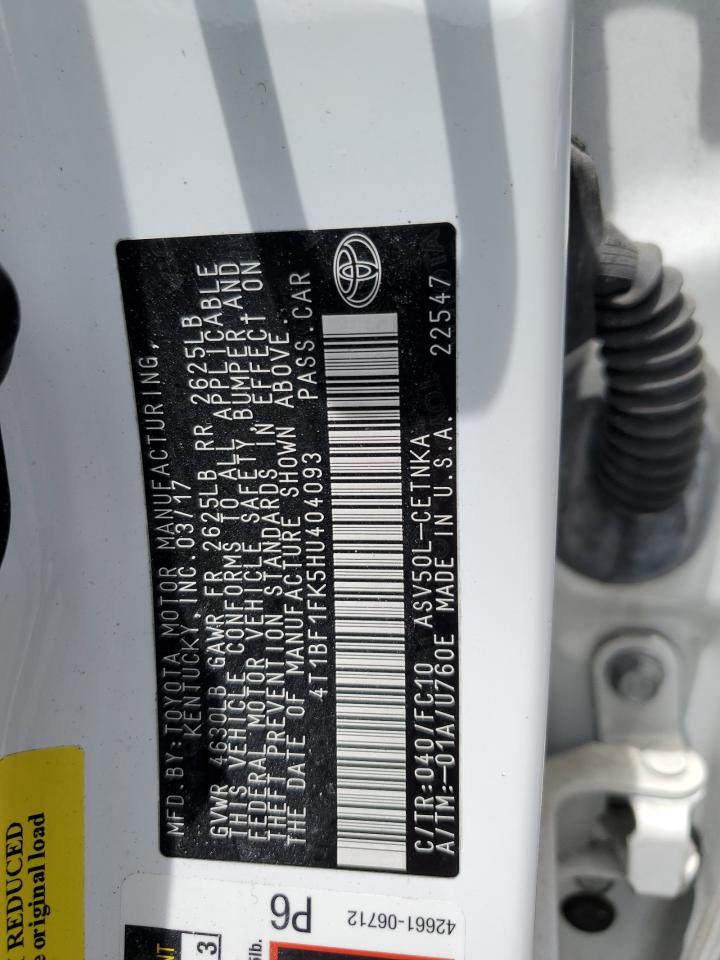 MFD. BY: TOYOTA MOTOR MANUFACTURING,
KENTUCKY, INC. 03/17
GVWR 4630LB GAWR FR 2625LB RR 2625LB
THIS VEHICLE CONFORMS TO ALL APPLICABLE
FEDERAL MOTOR VEHICLE SAFETY, BUMPER AND
THEFT PREVENTION STANDARDS IN EFFECT ON
THE DATE OF MANUFACTURE SHOWN ABOVE.
4T1BF1FK5HU404093 PASS.CAR
C/TR:040/FC10 ASV50L-CETNKA
A/TM:-01A/U760E MADE IN U.S.A. 22547
REDUCED
original load
3
P6
42661-06712